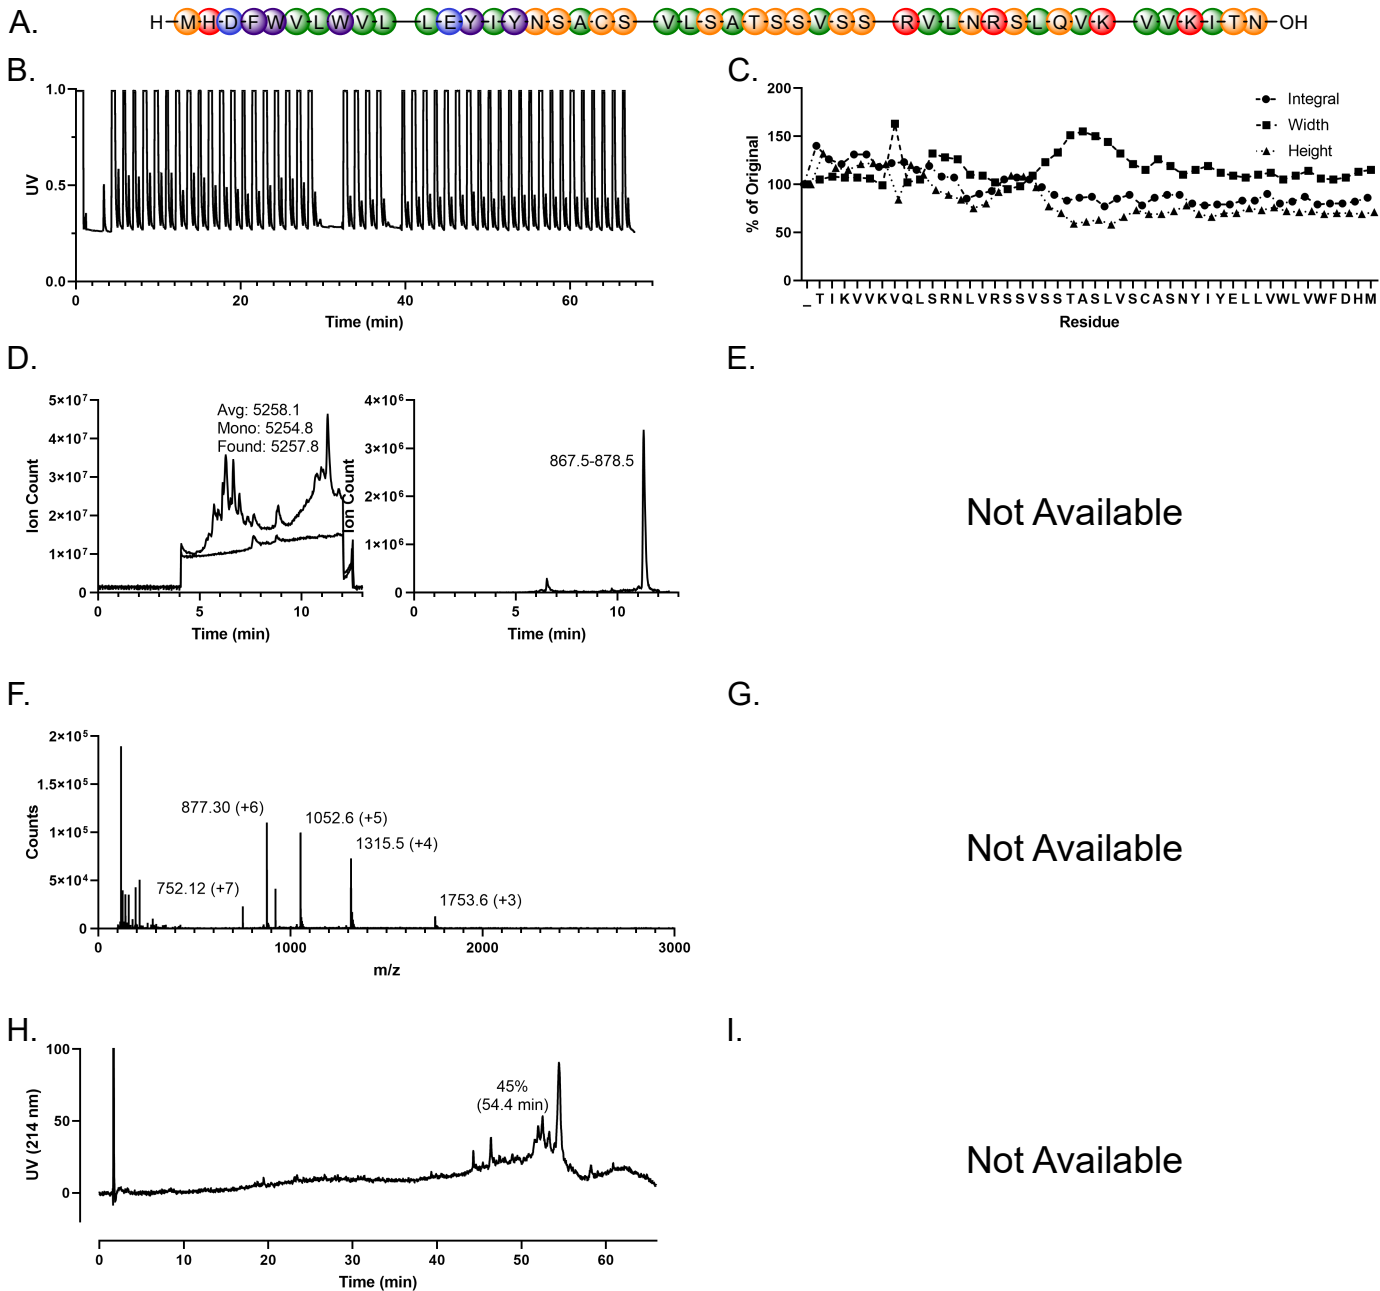 A.
H-MHDFWVLWVL LEYIYNSACS VLSATSSVSS RVLNRSLQVK VVKITN-OH
B.
UV
1.0
0.5
0.0
0 20 40 60
Time (min)
C.
% of Original
200
150
100
50
0
Integral
Width
Height
_ T I K V V K V Q L S R N L V R S S V S S T A S L V S C A S N Y I Y E L L V W L V W F D H M
Residue
D.
Ion Count
5×10⁷
4×10⁷
3×10⁷
2×10⁷
1×10⁷
0
Avg: 5258.1
Mono: 5254.8
Found: 5257.8
0 5 10
Time (min)
Ion Count
4×10⁶
3×10⁶
2×10⁶
1×10⁶
0
867.5-878.5
0 5 10
Time (min)
E.
Not Available
F.
Counts
2×10⁵
1.5×10⁵
1×10⁵
5×10⁴
0
752.12 (+7)
877.30 (+6)
1052.6 (+5)
1315.5 (+4)
1753.6 (+3)
0 1000 2000 3000
m/z
G.
Not Available
H.
UV (214 nm)
100
50
0
45%
(54.4 min)
0 10 20 30 40 50 60
Time (min)
I.
Not Available